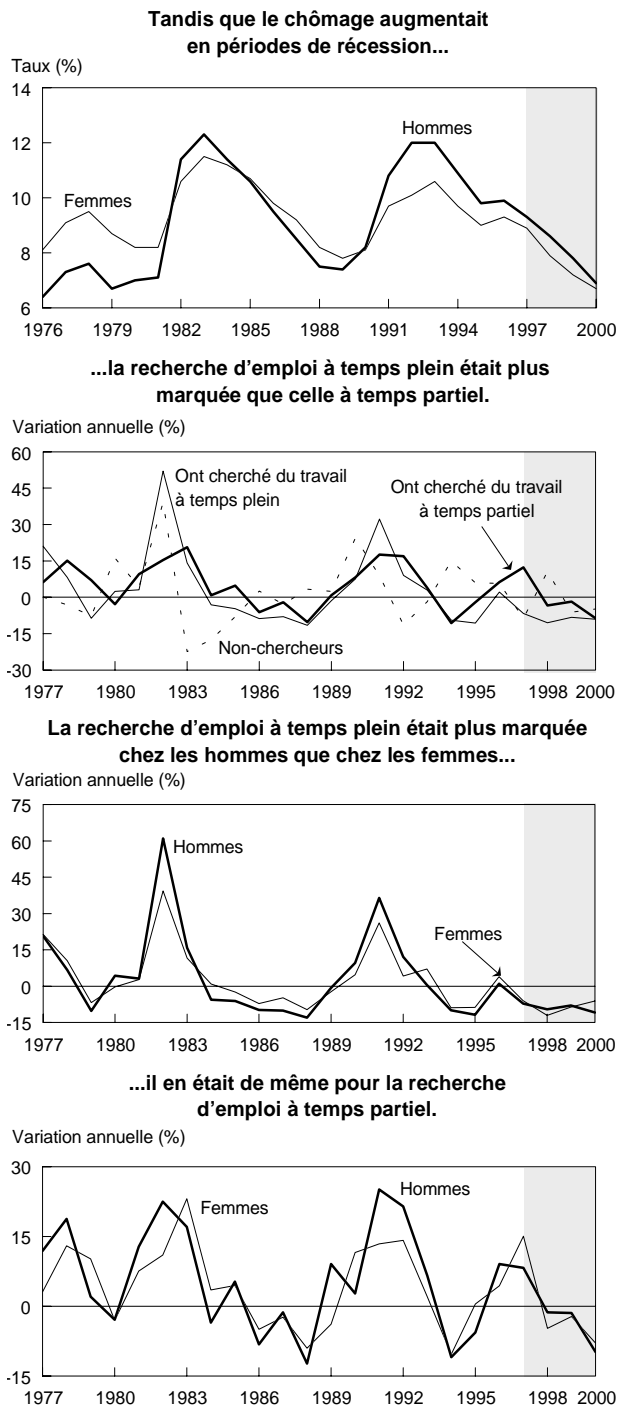 Tandis que le chômage augmentait
en périodes de récession...
Taux (%)
14
12
10
8
6
Hommes
Femmes
1976 1979 1982 1985 1988 1991 1994 1997 2000
...la recherche d'emploi à temps plein était plus
marquée que celle à temps partiel.
Variation annuelle (%)
60
45
30
15
0
-15
-30
Ont cherché du travail
à temps plein
Ont cherché du travail
à temps partiel
Non-chercheurs
1977 1980 1983 1986 1989 1992 1995 1998 2000
La recherche d'emploi à temps plein était plus marquée
chez les hommes que chez les femmes...
Variation annuelle (%)
75
60
45
30
15
0
-15
Hommes
Femmes
1977 1980 1983 1986 1989 1992 1995 1998 2000
...il en était de même pour la recherche
d'emploi à temps partiel.
Variation annuelle (%)
30
15
0
-15
Femmes
Hommes
1977 1980 1983 1986 1989 1992 1995 1998 2000